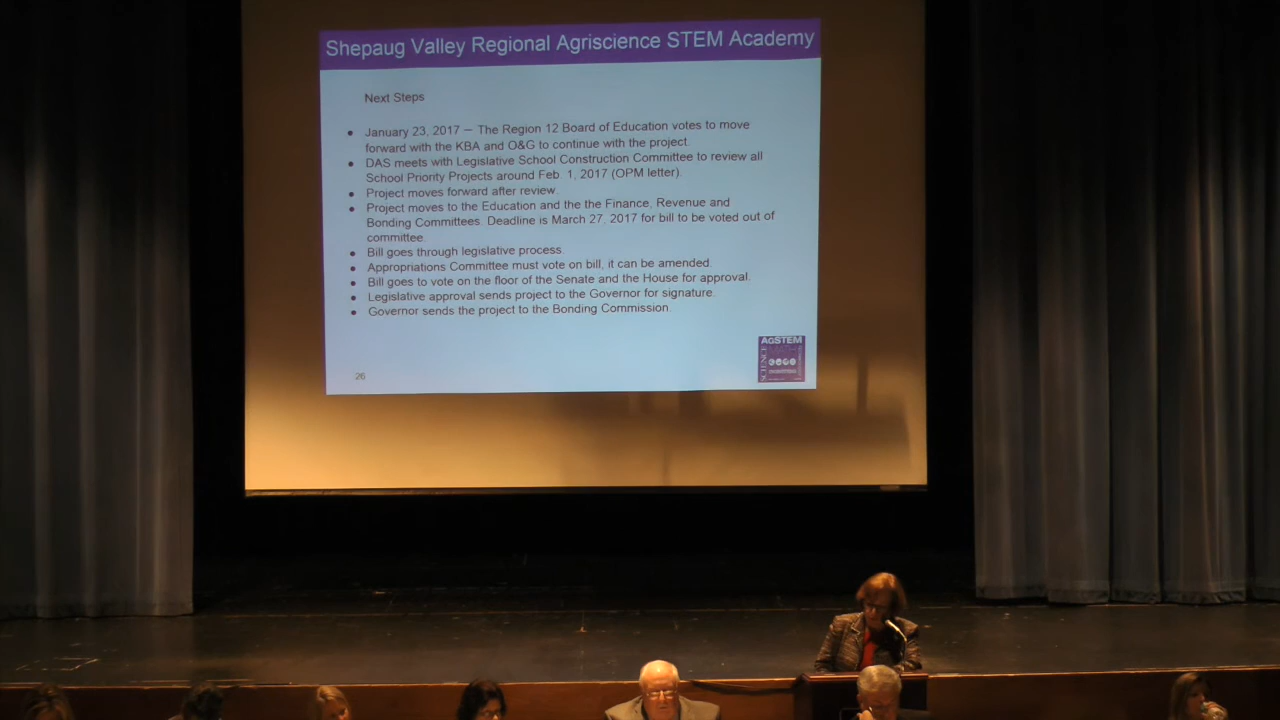 Shepaug Valley Regional Agriscience STEM Academy
Next Steps
● January 23, 2017 – The Region 12 Board of Education votes to move
forward with the KBA and O&G to continue with the project.
● DAS meets with Legislative School Construction Committee to review all
School Priority Projects around Feb. 1, 2017 (OPM letter).
● Project moves forward after review.
● Project moves to the Education and the the Finance, Revenue and
Bonding Committees. Deadline is March 27, 2017 for bill to be voted out of
committee.
● Bill goes through legislative process.
● Appropriations Committee must vote on bill, it can be amended.
● Bill goes to vote on the floor of the Senate and the House for approval.
● Legislative approval sends project to the Governor for signature.
● Governor sends the project to the Bonding Commission.
AGSTEM
SCIENCE
26